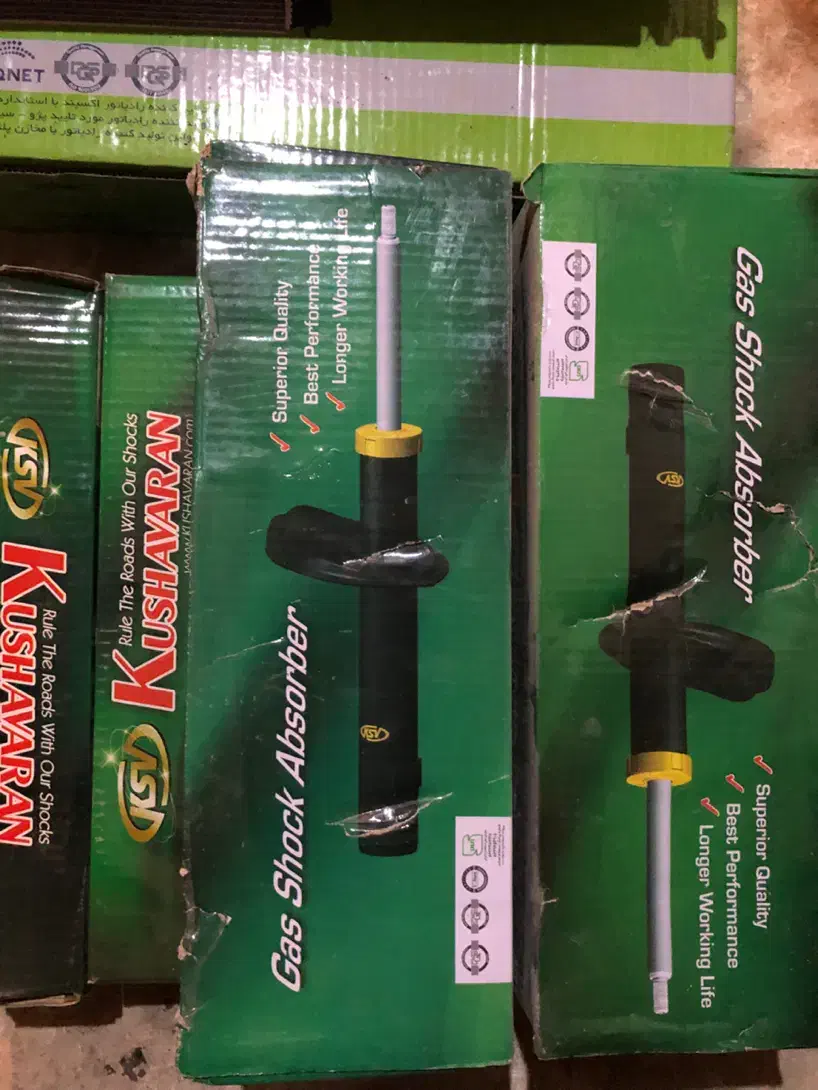 QNET
Superior Quality
Best Performance
Longer Working Life
Gas Shock Absorber
KSV
Gas Shock Absorber
KSV
Superior Quality
Best Performance
Longer Working Life
KSV
KUSHAVARAN
Rule The Roads With Our Shocks
Rule The Roads With Our Shocks
KUSHAVARAN
www.KUSHAVARAN.com
KSV